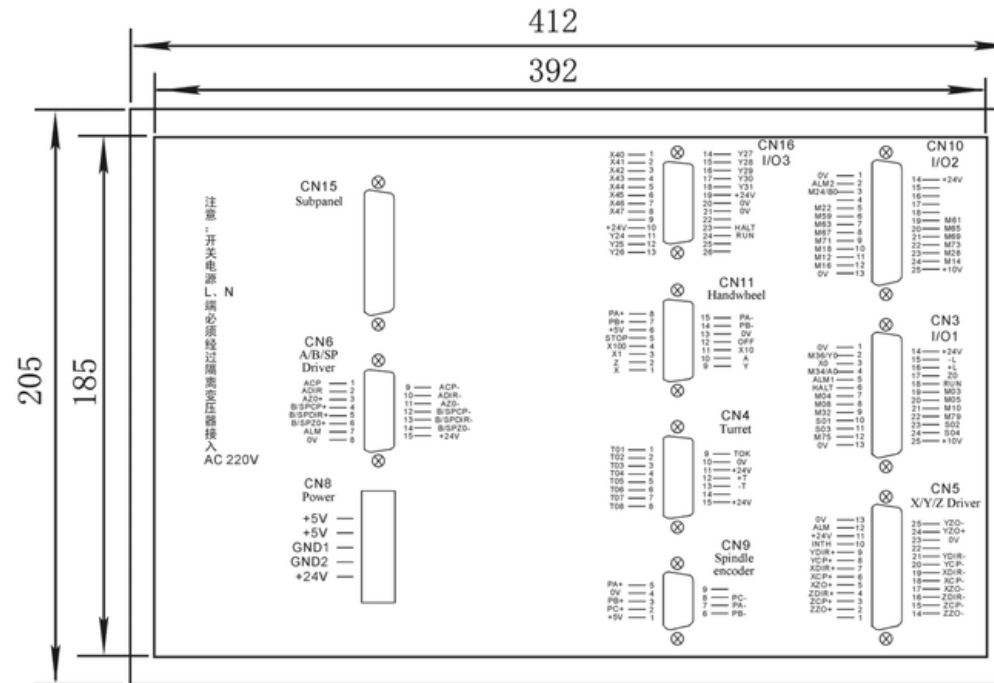 412
392
205
185
注意：开关电源L、N端必须经过隔离变压器接入
AC 220V
CN15
Subpanel
CN6
A/B/SP
Driver
ACP 1
ADIR 2
AZ0+ 3
B/SPCP+ 4
B/SPDIR+ 5
B/SPZ0+ 6
ALM 7
0V 8
9 ACP-
10 ADIR-
11 AZ0-
12 B/SPCP-
13 B/SPDIR-
14 B/SPZ0-
15 +24V
CN8
Power
+5V
+5V
GND1
GND2
+24V
CN16
I/O3
X40 1
X41 2
X42 3
X43 4
X44 5
X45 6
X46 7
X47 8
9
+24V 10
Y24 11
Y25 12
Y26 13
14 Y27
15 Y28
16 Y29
17 Y30
18 Y31
19 +24V
20 0V
21 0V
22
23 HALT
24 RUN
25
26
CN11
Handwheel
PA+ 8
PB+ 7
+5V 6
STOP 5
X100 4
X1 3
Z 2
X 1
15 PA-
14 PB-
13 0V
12 OFF
11 X10
10 A
9 Y
CN4
Turret
T01 1
T02 2
T03 3
T04 4
T05 5
T06 6
T07 7
T08 8
9 TOK
10 0V
11 +24V
12 +T
13 -T
14
15 +24V
CN9
Spindle
encoder
PA+ 5
0V 4
PB+ 3
PC+ 2
+5V 1
9
8 PC-
7 PA-
6 PB-
CN10
I/O2
0V 1
ALM2 2
M24/B0 3
4
M22 5
M59 6
M63 7
M67 8
M71 9
M18 10
M12 11
M16 12
0V 13
14 +24V
15
16
17
18
19 M61
20 M65
21 M69
22 M73
23 M28
24 M14
25 +10V
CN3
I/O1
0V 1
M36/Y0 2
X0 3
M34/A0 4
ALM1 5
HALT 6
M04 7
M08 8
M32 9
S01 10
S03 11
M75 12
0V 13
14 +24V
15 -L
16 +L
17 Z0
18 RUN
19 M03
20 M05
21 M10
22 M79
23 S02
24 S04
25 +10V
CN5
X/Y/Z Driver
0V 13
ALM 12
+24V 11
INTH 10
YDIR+ 9
YCP+ 8
XDIR+ 7
XCP+ 6
XZO+ 5
ZDIR+ 4
ZCP+ 3
ZZO+ 2
1
25 YZO-
24 YZO+
23 0V
22
21 YDIR-
20 YCP-
19 XDIR-
18 XCP-
17 XZO-
16 ZDIR-
15 ZCP-
14 ZZO-